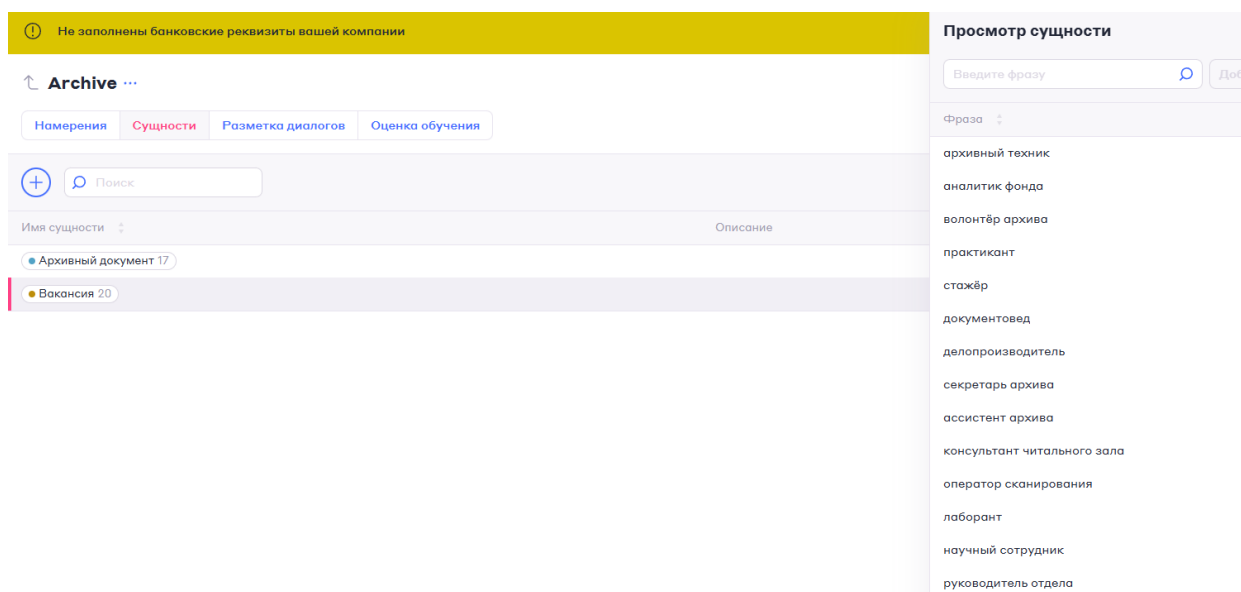 Не заполнены банковские реквизиты вашей компании
Archive ...
Намерения Сущности Разметка диалогов Оценка обучения
Поиск
Имя сущности Описание
Архивный документ 17
Вакансия 20
Просмотр сущности
Введите фразу Доб
Фраза
архивный техник
аналитик фонда
волонтёр архива
практикант
стажёр
документовед
делопроизводитель
секретарь архива
ассистент архива
консультант читального зала
оператор сканирования
лаборант
научный сотрудник
руководитель отдела